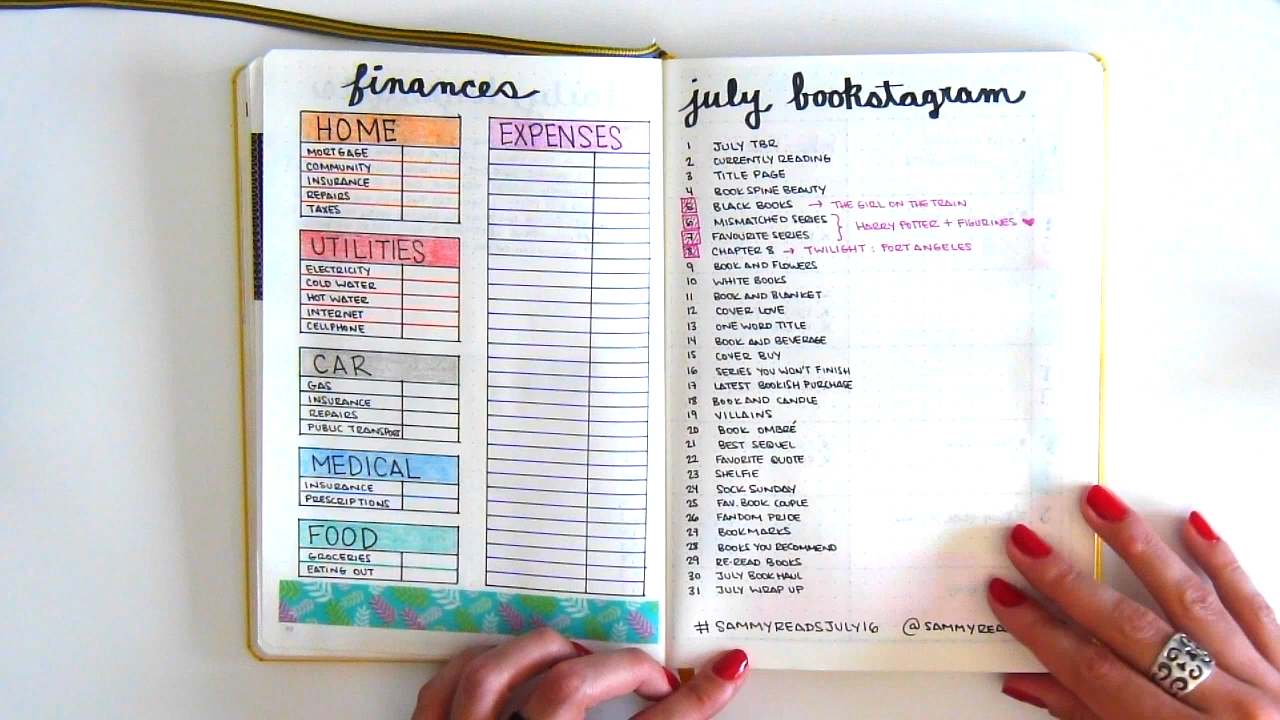 finances
HOME
MORTGAGE
COMMUNITY
INSURANCE
REPAIRS
TAXES
UTILITIES
ELECTRICITY
COLD WATER
HOT WATER
INTERNET
CELLPHONE
CAR
GAS
INSURANCE
REPAIRS
PUBLIC TRANSPORT
MEDICAL
INSURANCE
PRESCRIPTIONS
FOOD
GROCERIES
EATING OUT
EXPENSES
july bookstagram
1 JULY TBR
2 CURRENTLY READING
3 TITLE PAGE
4 BOOK SPINE BEAUTY
5 BLACK BOOKS → THE GIRL ON THE TRAIN
6 MISMATCHED SERIES
7 FAVOURITE SERIES } HARRY POTTER + FIGURINES ♥
8 CHAPTER 8 → TWILIGHT : PORT ANGELES
9 BOOK AND FLOWERS
10 WHITE BOOKS
11 BOOK AND BLANKET
12 COVER LOVE
13 ONE WORD TITLE
14 BOOK AND BEVERAGE
15 COVER BUY
16 SERIES YOU WON'T FINISH
17 LATEST BOOKISH PURCHASE
18 BOOK AND CANDLE
19 VILLAINS
20 BOOK OMBRÉ
21 BEST SEQUEL
22 FAVORITE QUOTE
23 SHELFIE
24 SOCK SUNDAY
25 FAV. BOOK COUPLE
26 FANDOM PRIDE
27 BOOKMARKS
28 BOOKS YOU RECOMMEND
29 RE-READ BOOKS
30 JULY BOOK HAUL
31 JULY WRAP UP
#SAMMYREADSJULY16 @SAMMYREA